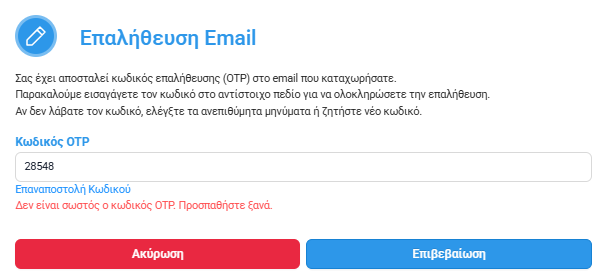 Επαλήθευση Email
Σας έχει αποσταλεί κωδικός επαλήθευσης (OTP) στο email που καταχωρήσατε.
Παρακαλούμε εισαγάγετε τον κωδικό στο αντίστοιχο πεδίο για να ολοκληρώσετε την επαλήθευση.
Αν δεν λάβατε τον κωδικό, ελέγξτε τα ανεπιθύμητα μηνύματα ή ζητήστε νέο κωδικό.
Κωδικός OTP
28548
Επαναποστολή Κωδικού
Δεν είναι σωστός ο κωδικός OTP. Προσπαθήστε ξανά.
Ακύρωση
Επιβεβαίωση